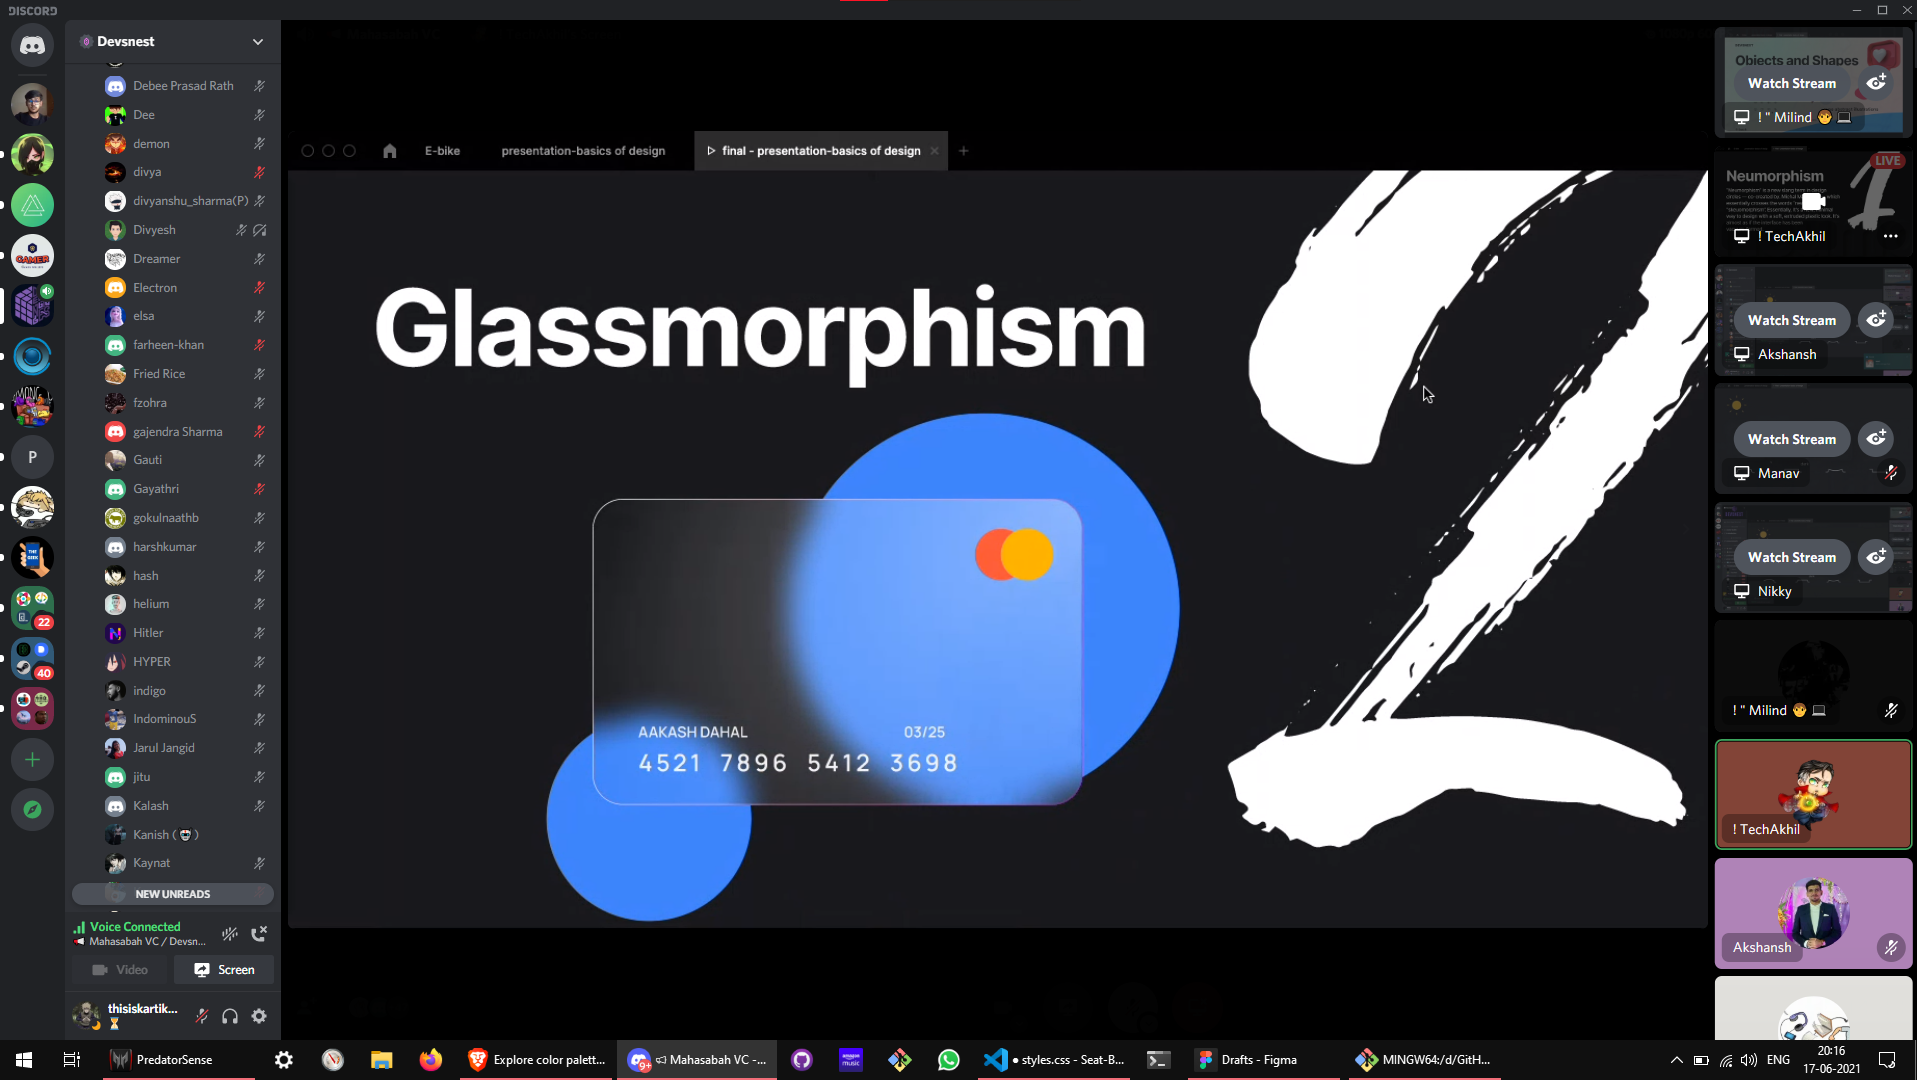 DISCORD
Devsnest
Debee Prasad Rath
Dee
demon
divya
divyanshu_sharma(P)
Divyesh
Dreamer
Electron
elsa
farheen-khan
Fried Rice
fzohra
gajendra Sharma
Gauti
Gayathri
gokulnaathb
harshkumar
hash
helium
Hitler
HYPER
indigo
IndominouS
Jarul Jangid
jitu
Kalash
Kanish ( )
Kaynat
NEW UNREADS
Voice Connected
Mahasabah VC / Devsn...
Video
Screen
thisiskartik...
GAMER
P
22
40
E-bike
presentation-basics of design
final - presentation-basics of design
Glassmorphism
AAKASH DAHAL 03/25
4521 7896 5412 3698
2
Objects and Shapes
Watch Stream
! " Milind
LIVE
Neumorphism
! TechAkhil
Watch Stream
Akshansh
Watch Stream
Manav
Watch Stream
Nikky
! " Milind
! TechAkhil
Akshansh
PredatorSense
Explore color palett...
9+
Mahasabah VC -...
● styles.css - Seat-B...
Drafts - Figma
MINGW64:/d/GitH...
ENG
20:16
17-06-2021